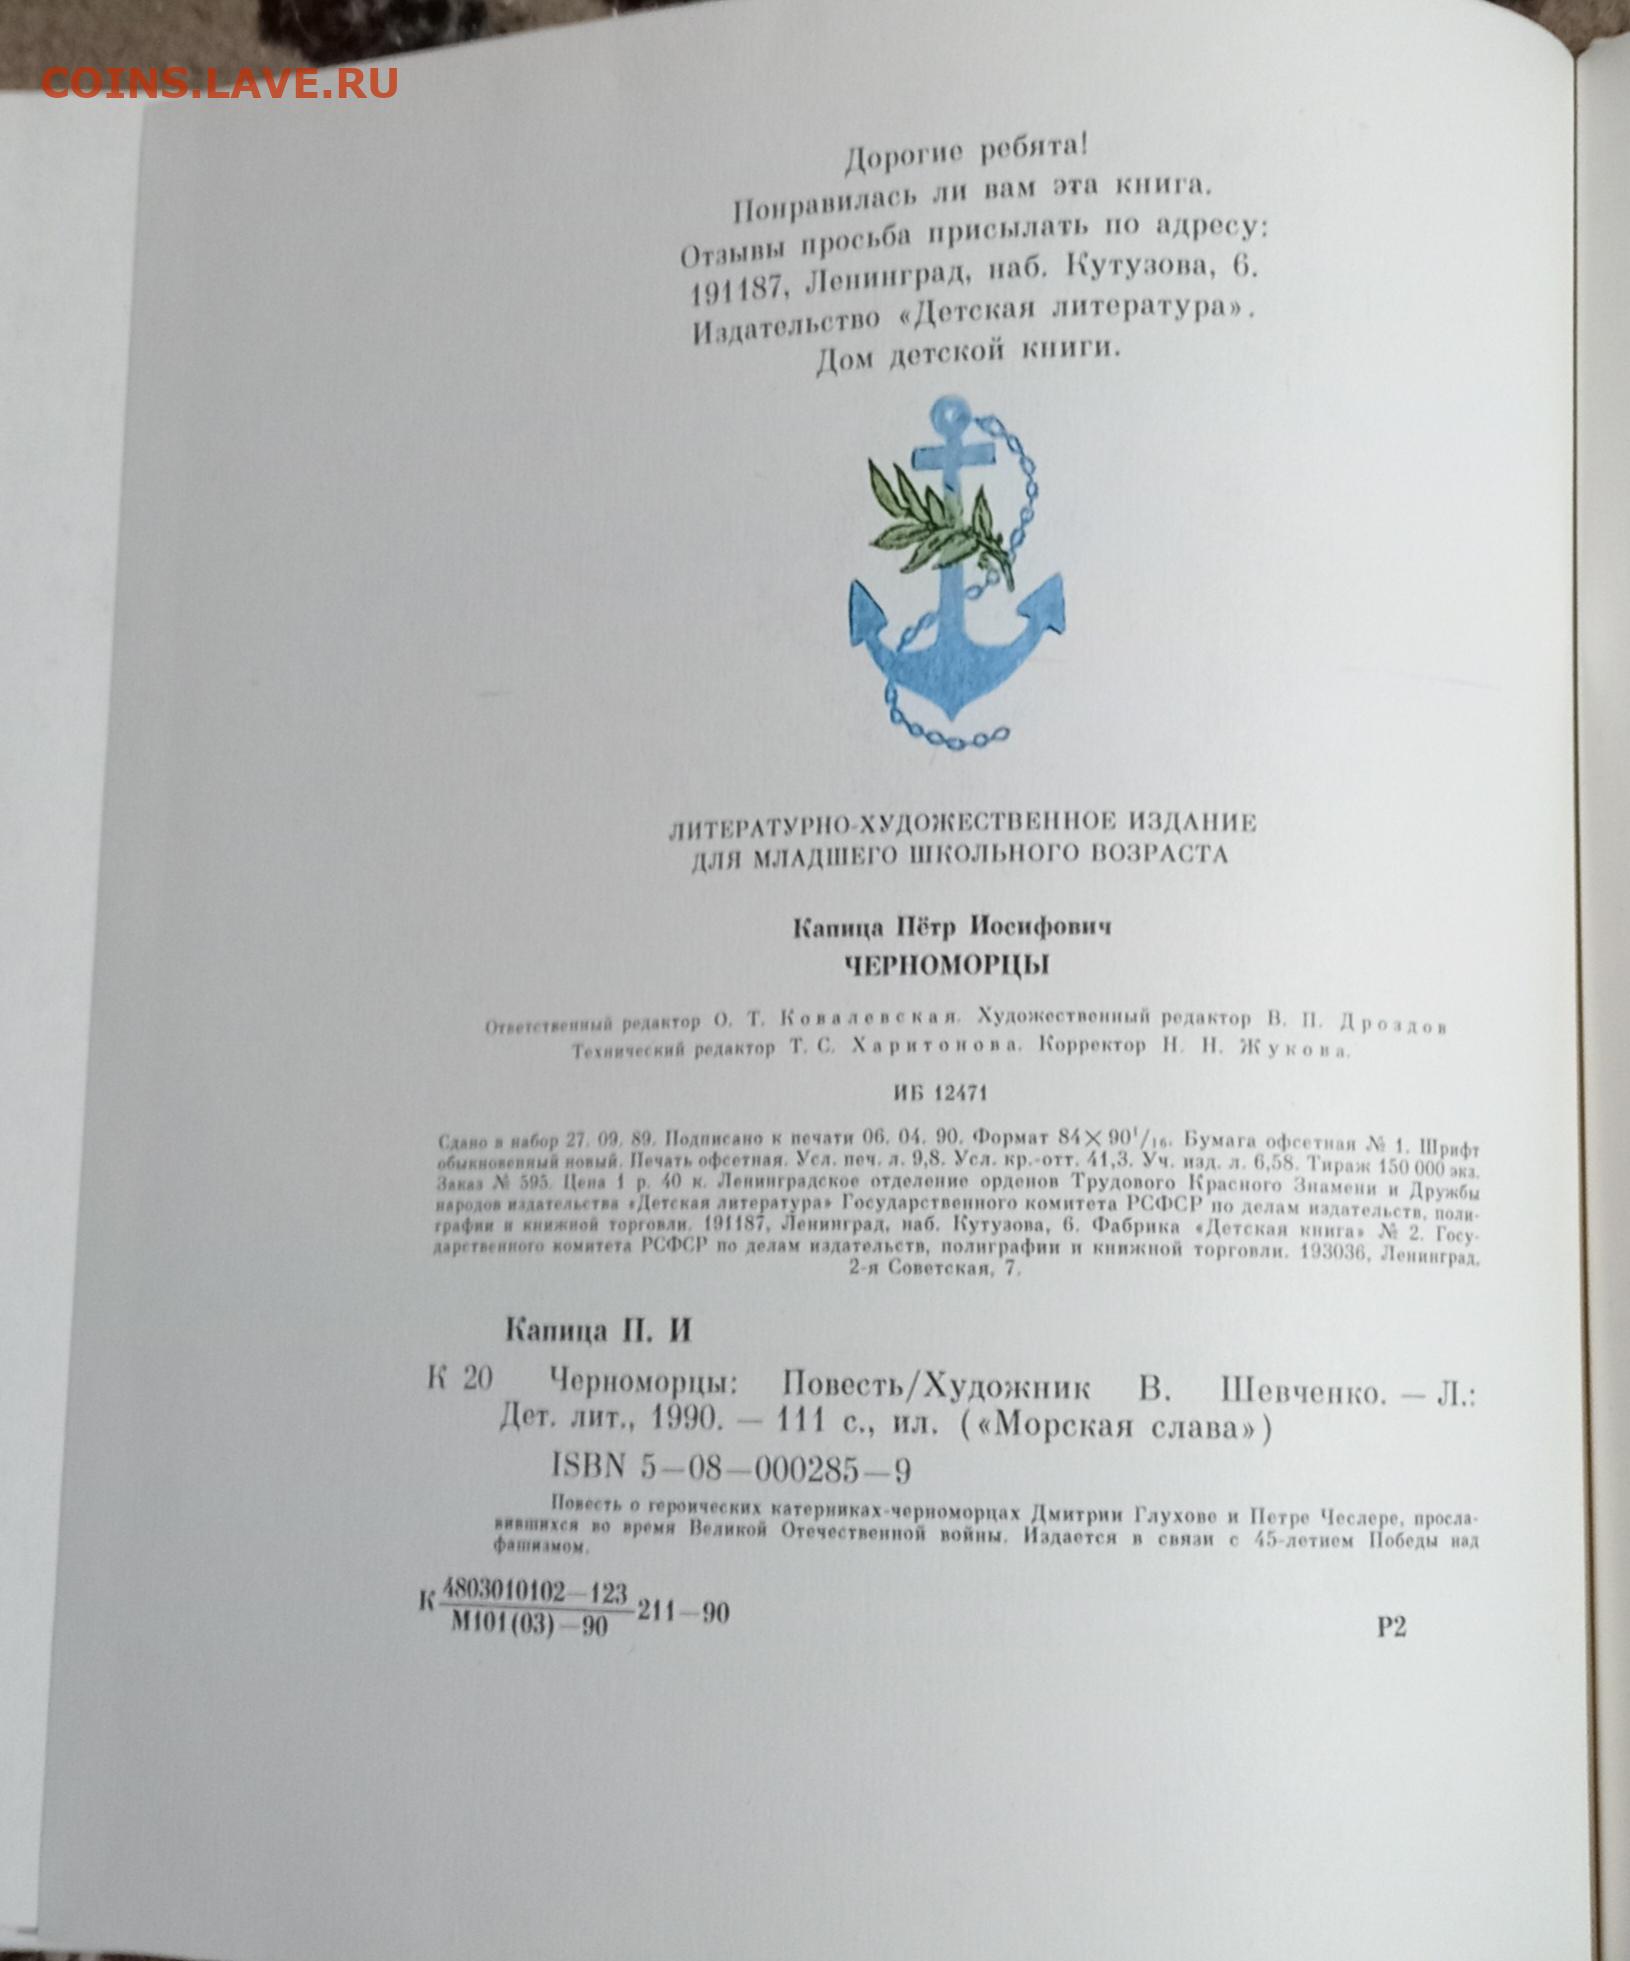 COINS.LAVE.RU
Дорогие ребята!
Понравилась ли вам эта книга.
Отзывы просьба присылать по адресу:
191187, Ленинград, наб. Кутузова, 6.
Издательство «Детская литература».
Дом детской книги.
ЛИТЕРАТУРНО-ХУДОЖЕСТВЕННОЕ ИЗДАНИЕ
ДЛЯ МЛАДШЕГО ШКОЛЬНОГО ВОЗРАСТА
Капица Пётр Иосифович
ЧЕРНОМОРЦЫ
Ответственный редактор О. Т. Ковалевская. Художественный редактор В. П. Дроздов
Технический редактор Т. С. Харитонова. Корректор Н. Н. Жукова.
ИБ 12471
Сдано в набор 27. 09. 89. Подписано к печати 06. 04. 90. Формат 84×90¹/₁₆. Бумага офсетная № 1. Шрифт
обыкновенный новый. Печать офсетная. Усл. печ. л. 9,8. Усл. кр.-отт. 41,3. Уч. изд. л. 6,58. Тираж 150 000 экз.
Заказ № 595. Цена 1 р. 40 к. Ленинградское отделение орденов Трудового Красного Знамени и Дружбы
народов издательства «Детская литература» Государственного комитета РСФСР по делам издательств, поли-
графии и книжной торговли. 191187, Ленинград, наб. Кутузова, 6. Фабрика «Детская книга» № 2. Госу-
дарственного комитета РСФСР по делам издательств, полиграфии и книжной торговли. 193036, Ленинград,
2-я Советская, 7.
Капица П. И
К 20 Черноморцы: Повесть/Художник В. Шевченко. — Л.:
Дет. лит., 1990. — 111 с., ил. («Морская слава»)
ISBN 5—08—000285—9
Повесть о героических катерниках-черноморцах Дмитрии Глухове и Петре Чеслере, просла-
вившихся во время Великой Отечественной войны. Издается в связи с 45-летием Победы над
фашизмом.
К 4803010102—123
М101(03)—90 211—90
Р2